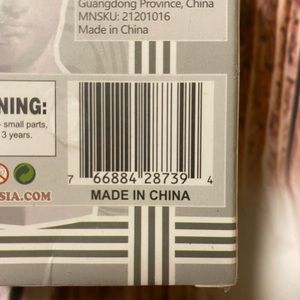 Guangdong Province, China
MNSKU: 21201016
Made in China
NING:
- small parts,
3 years.
7 66884 28739 4
SIA.COM
MADE IN CHINA